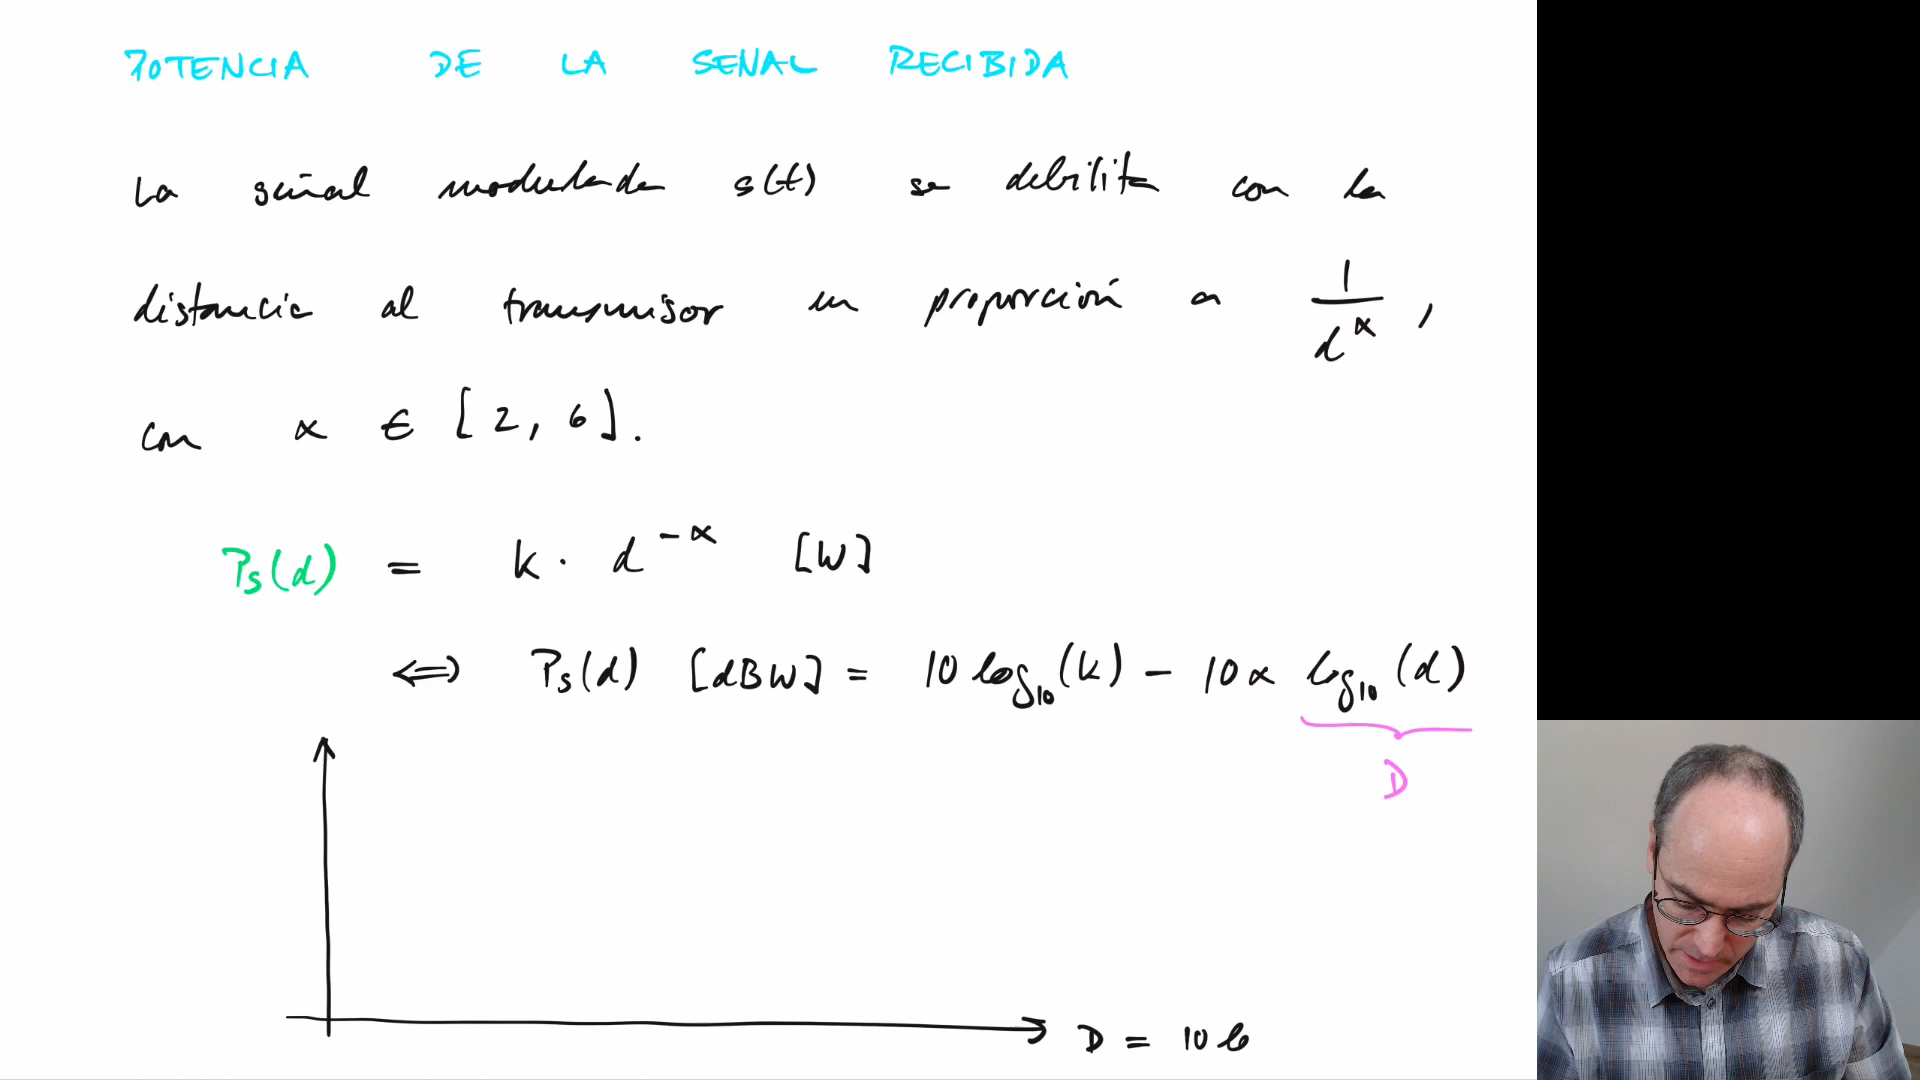 POTENCIA DE LA SEÑAL RECIBIDA
La señal modulada s(t) se debilita con la
distancia al transmisor en proporción a 1/d^α ,
con α ∈ [2, 6].
Ps(d) = k · d^-α [W]
⇔ Ps(d) [dBW] = 10 log₁₀(k) - 10α log₁₀(d)
D
D = 10 lo